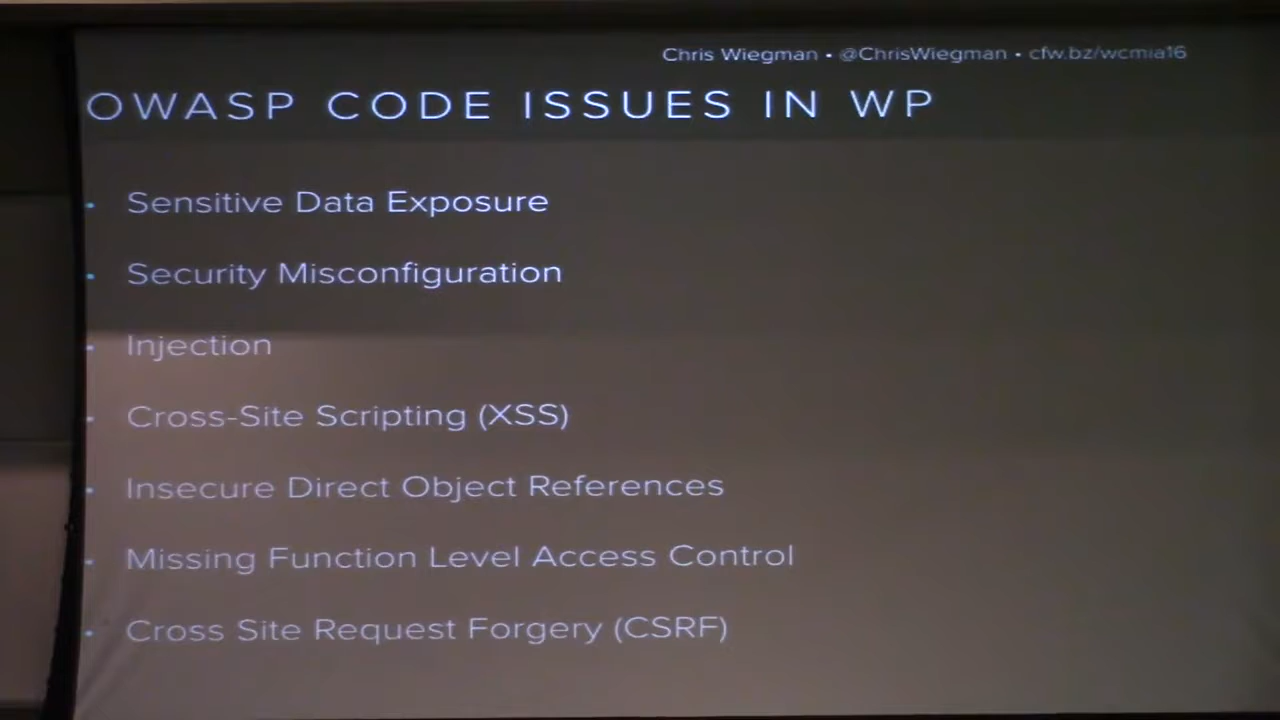 Chris Wiegman • @ChrisWiegman • cfw.bz/wcmia16
OWASP CODE ISSUES IN WP
• Sensitive Data Exposure
• Security Misconfiguration
• Injection
• Cross-Site Scripting (XSS)
• Insecure Direct Object References
• Missing Function Level Access Control
• Cross Site Request Forgery (CSRF)